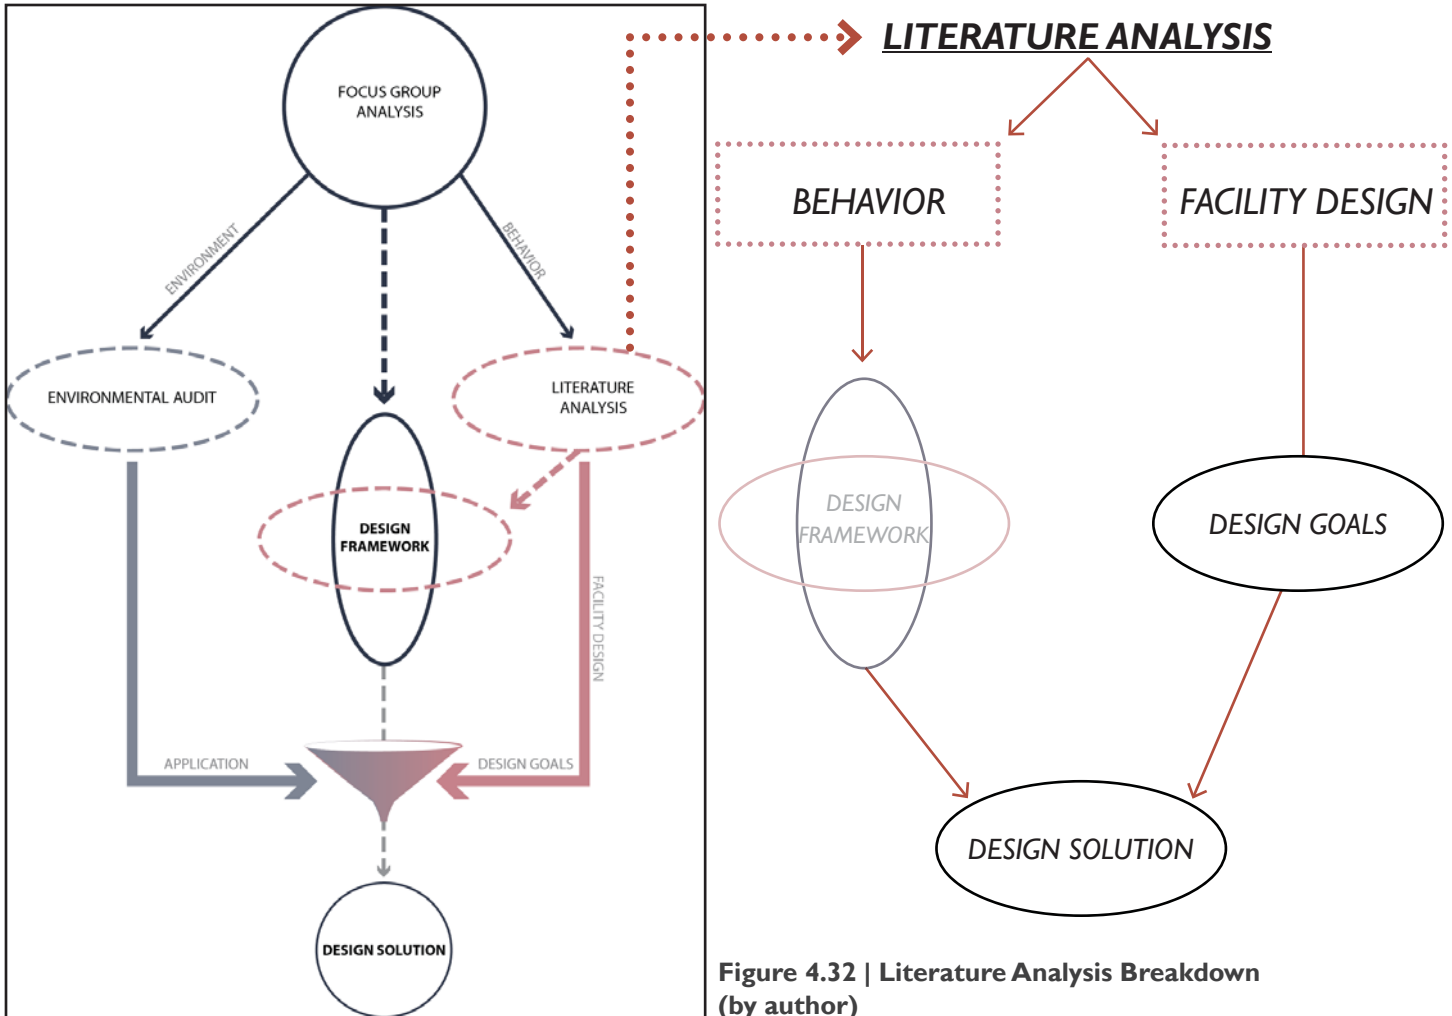 FOCUS GROUP
ANALYSIS
ENVIRONMENT
BEHAVIOR
ENVIRONMENTAL AUDIT
LITERATURE
ANALYSIS
DESIGN
FRAMEWORK
FACILITY DESIGN
APPLICATION
DESIGN GOALS
DESIGN SOLUTION
LITERATURE ANALYSIS
BEHAVIOR
FACILITY DESIGN
DESIGN
FRAMEWORK
DESIGN GOALS
DESIGN SOLUTION
Figure 4.32 | Literature Analysis Breakdown
(by author)